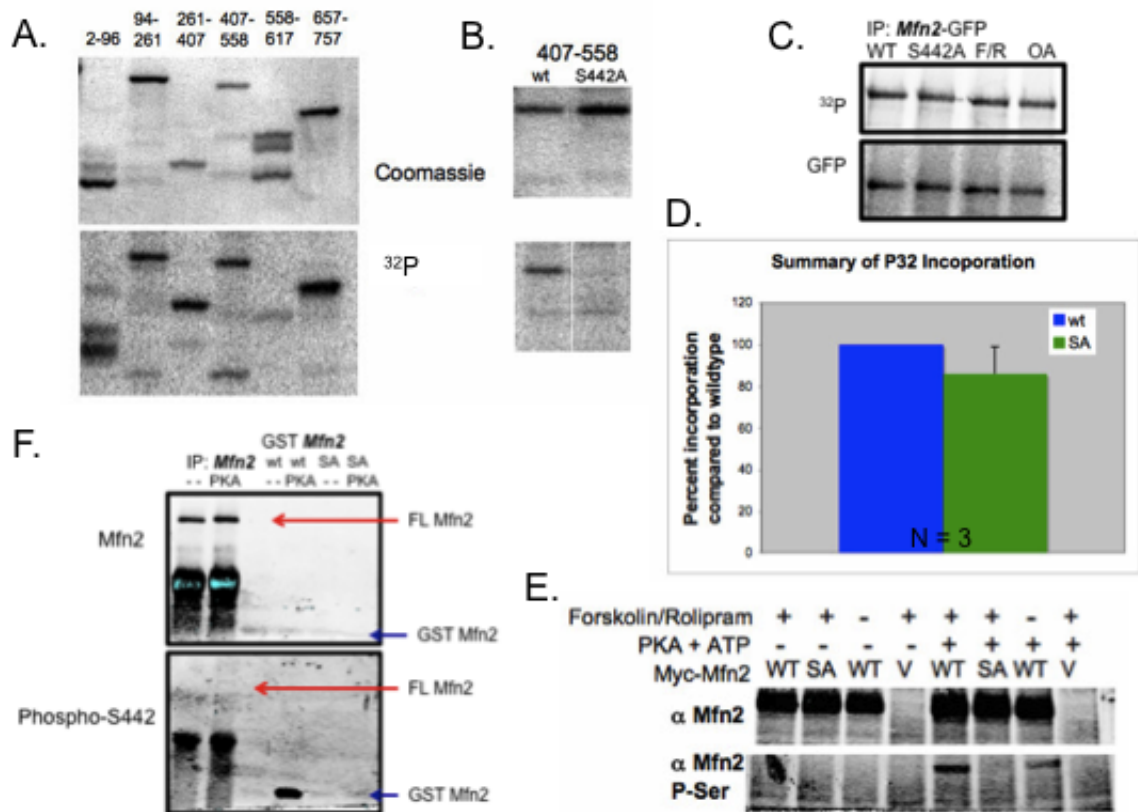 A.
2-96 94-261 261-407 407-558 558-617 657-757
Coomassie
32P
B.
407-558
wt S442A
C.
IP: Mfn2-GFP
WT S442A F/R OA
32P
GFP
D.
Summary of P32 Incoporation
Percent incorporation
compared to wildtype
120
100
80
60
40
20
0
wt
SA
N = 3
E.
Forskolin/Rolipram + + - + + + - +
PKA + ATP - - - - + + + +
Myc-Mfn2 WT SA WT V WT SA WT V
α Mfn2
α Mfn2
P-Ser
F.
GST Mfn2
IP: Mfn2 wt wt SA SA
-- PKA -- PKA -- PKA
Mfn2
FL Mfn2
GST Mfn2
Phospho-S442
FL Mfn2
GST Mfn2